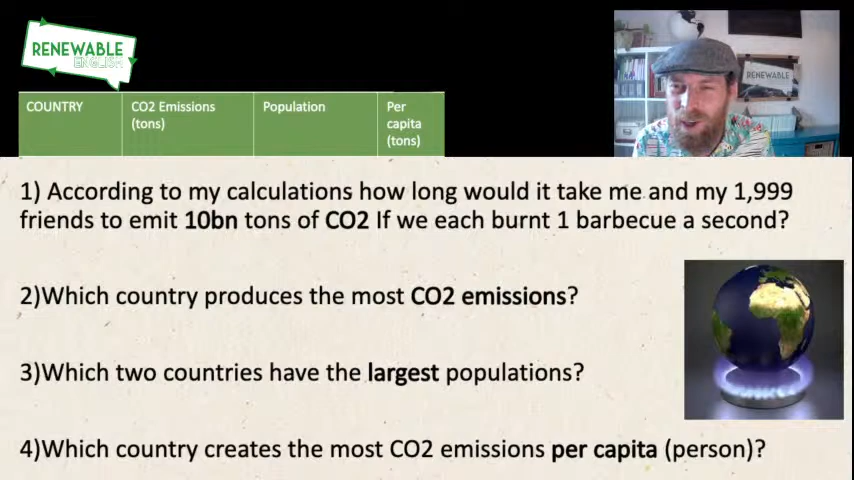 RENEWABLE
ENGLISH
RENEWABLE
COUNTRY
CO2 Emissions
(tons)
Population
Per
capita
(tons)
1) According to my calculations how long would it take me and my 1,999
friends to emit 10bn tons of CO2 If we each burnt 1 barbecue a second?
2)Which country produces the most CO2 emissions?
3)Which two countries have the largest populations?
4)Which country creates the most CO2 emissions per capita (person)?